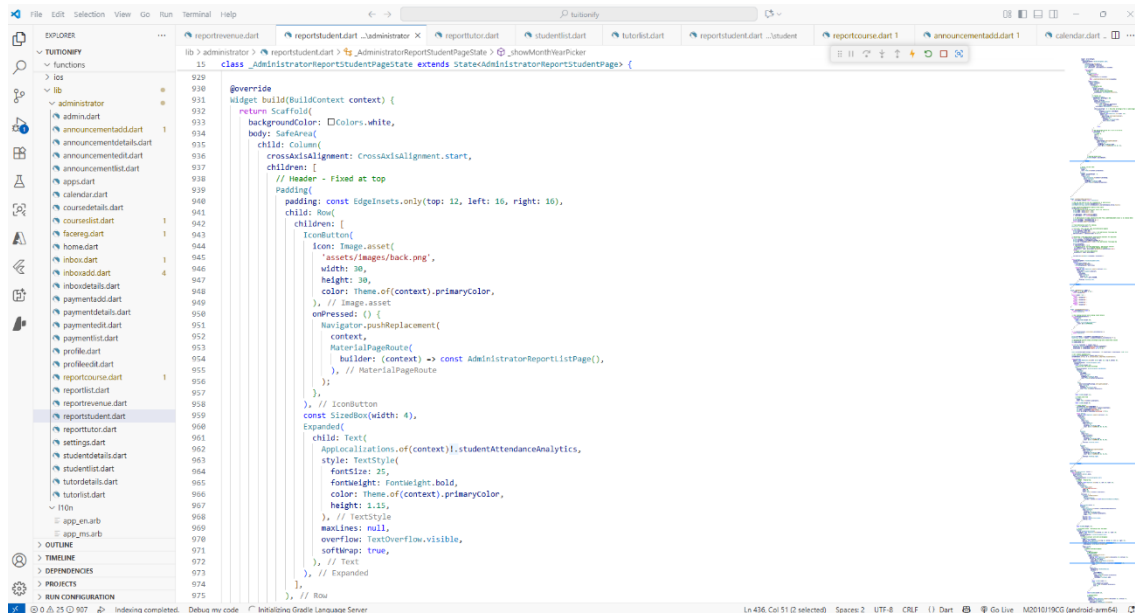 File Edit Selection View Go Run Terminal Help
tuitionify
EXPLORER
reportrevenue.dart
reportstudent.dart ...\administrator
reporttutor.dart
studentlist.dart
tutorlist.dart
reportstudent.dart ...\student
reportcourse.dart 1
announcementadd.dart 1
calendar.dart
TUITIONIFY
functions
ios
lib
administrator
admin.dart
announcementadd.dart 1
announcementdetails.dart
announcementedit.dart
announcementlist.dart
apps.dart
calendar.dart
coursedetails.dart
courseslist.dart 1
facereg.dart 1
home.dart
inbox.dart 1
inboxadd.dart 4
inboxdetails.dart
paymentadd.dart
paymentdetails.dart
paymentedit.dart
paymentlist.dart
profile.dart
profileedit.dart
reportcourse.dart 1
reportlist.dart
reportrevenue.dart
reportstudent.dart
reporttutor.dart
settings.dart
studentdetails.dart
studentlist.dart
tutordetails.dart
tutorlist.dart
l10n
app_en.arb
app_ms.arb
OUTLINE
TIMELINE
DEPENDENCIES
PROJECTS
RUN CONFIGURATION
lib > administrator > reportstudent.dart > _AdministratorReportStudentPageState > _showMonthYearPicker
15 class _AdministratorReportStudentPageState extends State<AdministratorReportStudentPage> {
929
930 @override
931 Widget build(BuildContext context) {
932 return Scaffold(
933 backgroundColor: Colors.white,
934 body: SafeArea(
935 child: Column(
936 crossAxisAlignment: CrossAxisAlignment.start,
937 children: [
938 // Header - Fixed at top
939 Padding(
940 padding: const EdgeInsets.only(top: 12, left: 16, right: 16),
941 child: Row(
942 children: [
943 IconButton(
944 icon: Image.asset(
945 'assets/images/back.png',
946 width: 30,
947 height: 30,
948 color: Theme.of(context).primaryColor,
949 ), // Image.asset
950 onPressed: () {
951 Navigator.pushReplacement(
952 context,
953 MaterialPageRoute(
954 builder: (context) => const AdministratorReportListPage(),
955 ), // MaterialPageRoute
956 );
957 },
958 ), // IconButton
959 const SizedBox(width: 4),
960 Expanded(
961 child: Text(
962 AppLocalizations.of(context)!.studentAttendanceAnalytics,
963 style: TextStyle(
964 fontSize: 25,
965 fontWeight: FontWeight.bold,
966 color: Theme.of(context).primaryColor,
967 height: 1.15,
968 ), // TextStyle
969 maxLines: null,
970 overflow: TextOverflow.visible,
971 softWrap: true,
972 ), // Text
973 ), // Expanded
974 ],
975 ), // Row
0 25 907 Indexing completed. Debug my code Initializing Gradle Language Server Ln 436, Col 51 (2 selected) Spaces: 2 UTF-8 CRLF {} Dart Go Live M2010J19CG (android-arm64)